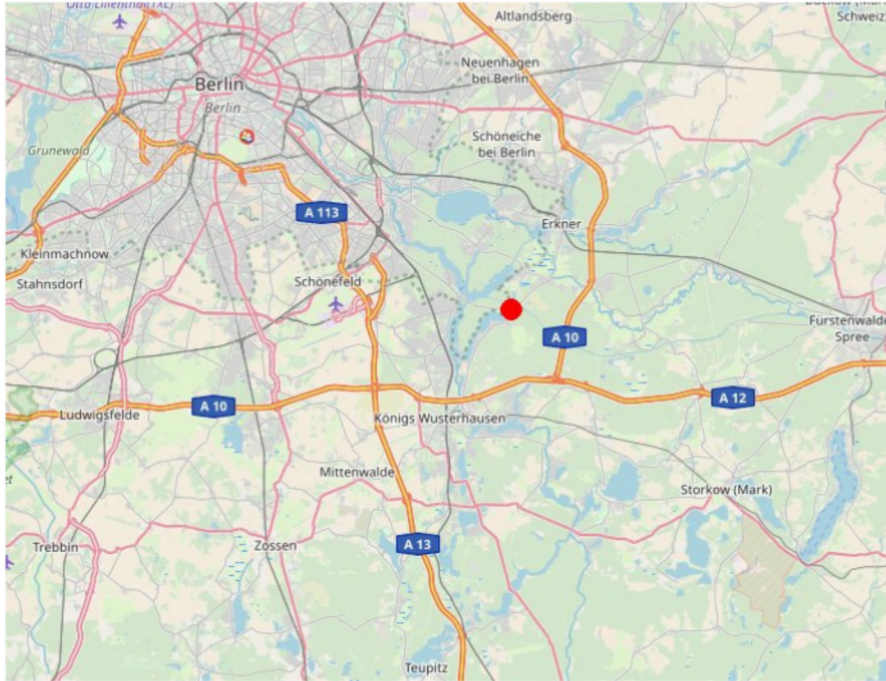 Otto Lilienthal (TXL)
Altlandsberg
Schweiz
Neuenhagen
bei Berlin
Berlin
Berlin
Schöneiche
bei Berlin
Grunewald
A 113
Erkner
Kleinmachnow
Stahnsdorf
Schönefeld
Fürstenwalde
Spree
A 10
A 10
A 12
Ludwigsfelde
Königs Wusterhausen
Mittenwalde
Storkow (Mark)
Trebbin
Zossen
A 13
Teupitz